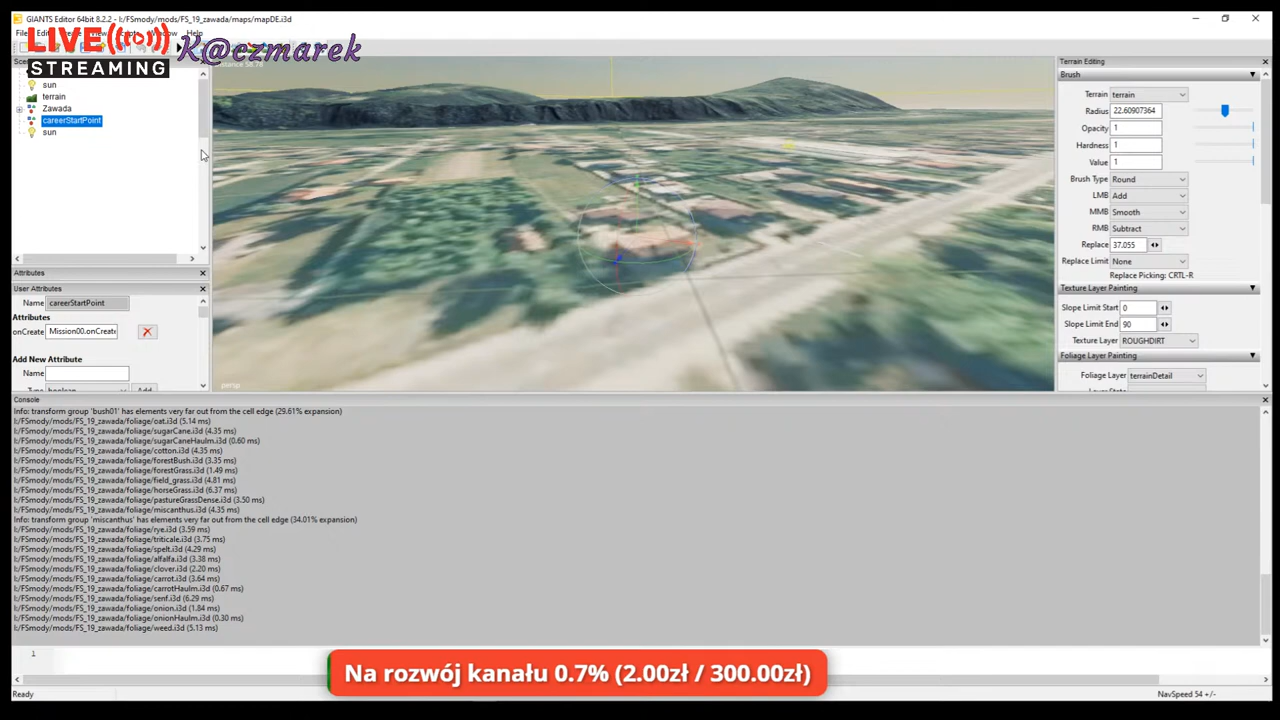 GIANTS Editor 64bit 8.2.2 - I:/FSmody/mods/FS_19_zawada/maps/mapDE.i3d
LIVE
STREAMING
K@czmarek
Window
Help
sun
terrain
Zawada
careerStartPoint
sun
Attributes
User Attributes
Name careerStartPoint
Attributes
onCreate Mission00.onCreate
Add New Attribute
Name
Type boolean Add
persp
Terrain Editing
Brush
Terrain terrain
Radius 22.60907364
Opacity 1
Hardness 1
Value 1
Brush Type Round
LMB Add
MMB Smooth
RMB Subtract
Replace 37.055
Replace Limit None
Replace Picking: CRTL-R
Texture Layer Painting
Slope Limit Start 0
Slope Limit End 90
Texture Layer ROUGHDIRT
Foliage Layer Painting
Foliage Layer terrainDetail
Console
Info: transform group 'bush01' has elements very far out from the cell edge (29.61% expansion)
I:/FSmody/mods/FS_19_zawada/foliage/oat.i3d (5.14 ms)
I:/FSmody/mods/FS_19_zawada/foliage/sugarCane.i3d (4.35 ms)
I:/FSmody/mods/FS_19_zawada/foliage/sugarCaneHaulm.i3d (0.60 ms)
I:/FSmody/mods/FS_19_zawada/foliage/cotton.i3d (4.35 ms)
I:/FSmody/mods/FS_19_zawada/foliage/forestBush.i3d (3.35 ms)
I:/FSmody/mods/FS_19_zawada/foliage/forestGrass.i3d (1.49 ms)
I:/FSmody/mods/FS_19_zawada/foliage/field_grass.i3d (4.81 ms)
I:/FSmody/mods/FS_19_zawada/foliage/horseGrass.i3d (6.37 ms)
I:/FSmody/mods/FS_19_zawada/foliage/pastureGrassDense.i3d (3.50 ms)
I:/FSmody/mods/FS_19_zawada/foliage/miscanthus.i3d (4.35 ms)
Info: transform group 'miscanthus' has elements very far out from the cell edge (34.01% expansion)
I:/FSmody/mods/FS_19_zawada/foliage/rye.i3d (3.59 ms)
I:/FSmody/mods/FS_19_zawada/foliage/triticale.i3d (3.75 ms)
I:/FSmody/mods/FS_19_zawada/foliage/spelt.i3d (4.29 ms)
I:/FSmody/mods/FS_19_zawada/foliage/alfalfa.i3d (3.38 ms)
I:/FSmody/mods/FS_19_zawada/foliage/clover.i3d (2.20 ms)
I:/FSmody/mods/FS_19_zawada/foliage/carrot.i3d (3.64 ms)
I:/FSmody/mods/FS_19_zawada/foliage/carrotHaulm.i3d (0.67 ms)
I:/FSmody/mods/FS_19_zawada/foliage/senf.i3d (6.29 ms)
I:/FSmody/mods/FS_19_zawada/foliage/onion.i3d (1.84 ms)
I:/FSmody/mods/FS_19_zawada/foliage/onionHaulm.i3d (0.30 ms)
I:/FSmody/mods/FS_19_zawada/foliage/weed.i3d (5.13 ms)
1
Na rozwój kanału 0.7% (2.00zł / 300.00zł)
Ready
NavSpeed 54 +/-